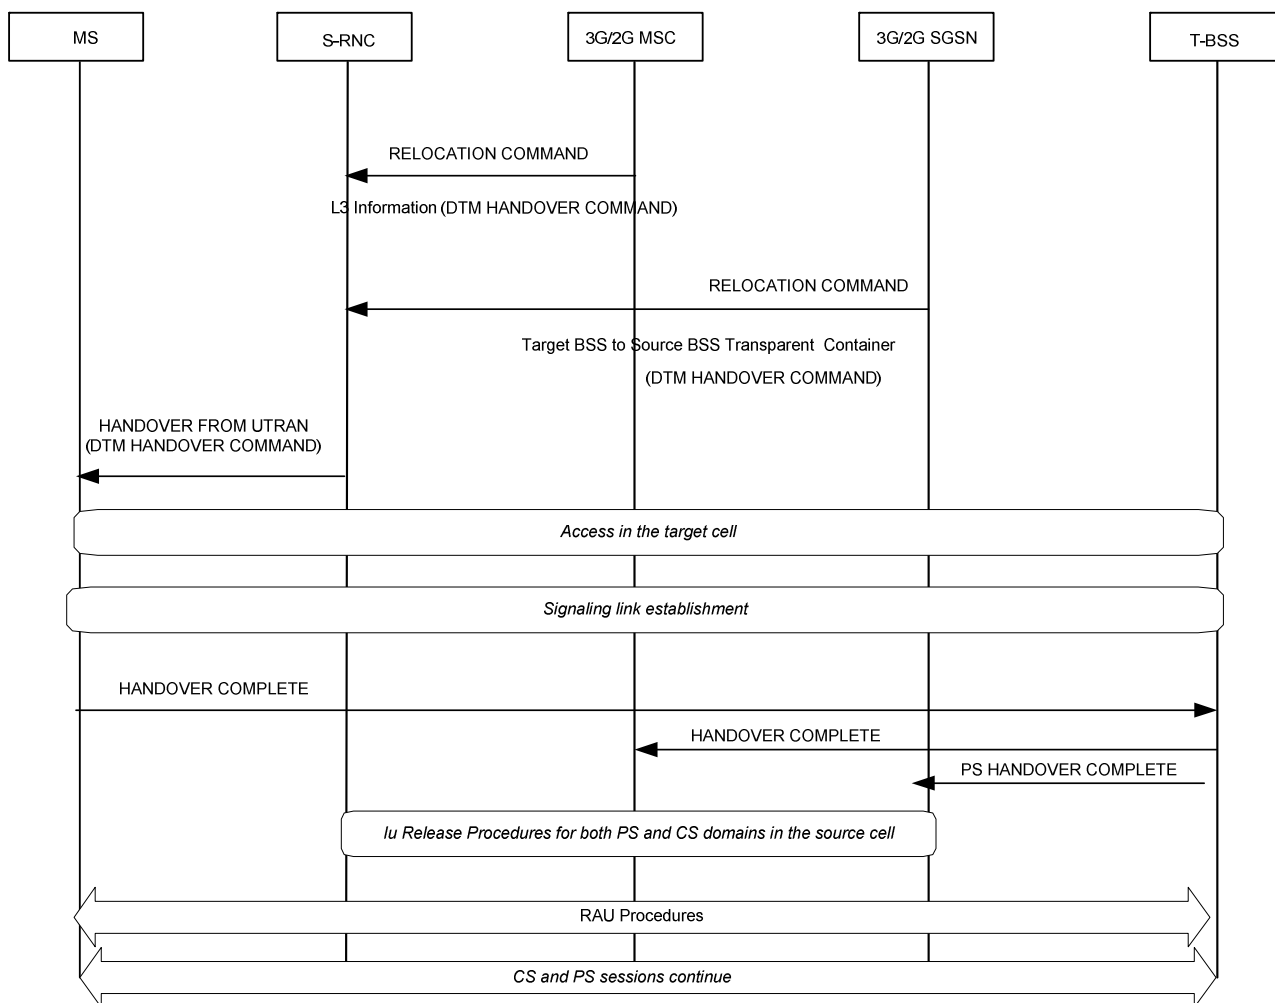 MS
S-RNC
3G/2G MSC
3G/2G SGSN
T-BSS
RELOCATION COMMAND
L3 Information (DTM HANDOVER COMMAND)
RELOCATION COMMAND
Target BSS to Source BSS Transparent Container
(DTM HANDOVER COMMAND)
HANDOVER FROM UTRAN
(DTM HANDOVER COMMAND)
Access in the target cell
Signaling link establishment
HANDOVER COMPLETE
HANDOVER COMPLETE
PS HANDOVER COMPLETE
Iu Release Procedures for both PS and CS domains in the source cell
RAU Procedures
CS and PS sessions continue